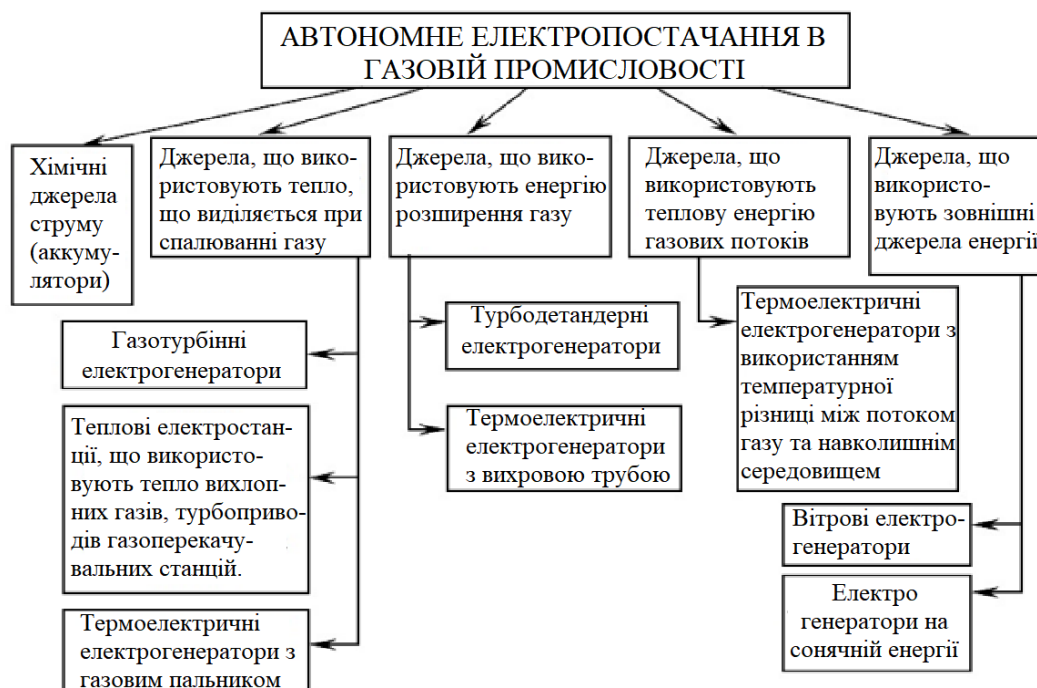 АВТОНОМНЕ ЕЛЕКТРОПОСТАЧАННЯ В
ГАЗОВІЙ ПРОМИСЛОВОСТІ
Хімічні
джерела
струму
(аккуму-
лятори)
Джерела, що вико-
ристовують тепло,
що виділяється при
спалюванні газу
Джерела, що вико-
ристовують енергію
розширення газу
Джерела, що
використовують
теплову енергію
газових потоків
Джерела, що
використо-
вують зовнішні
джерела енергії
Газотурбінні
електрогенератори
Теплові електростан-
ції, що використо-
вують тепло вихлоп-
них газів, турбоприво-
дів газоперекачу-
вальних станцій.
Термоелектричні
електрогенератори з
газовим пальником
Турбодетандерні
електрогенератори
Термоелектричні
електрогенератори
з вихровою трубою
Термоелектричні
електрогенератори з
використанням
температурної
різниці між потоком
газу та навколишнім
середовищем
Вітрові електро-
генератори
Електро
генератори на
сонячній енергії